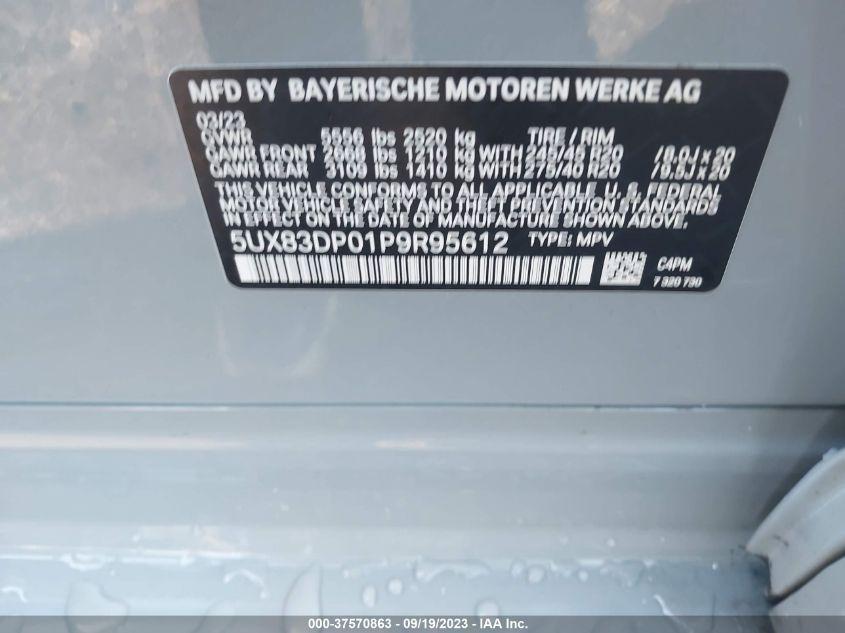 MFD BY BAYERISCHE MOTOREN WERKE AG
03/23
GVWR 5556 lbs 2520 kg TIRE / RIM
GAWR FRONT 2668 lbs 1210 kg WITH 245/45 R20 /8.0J x 20
GAWR REAR 3109 lbs 1410 kg WITH 275/40 R20 /9.5J x 20
THIS VEHICLE CONFORMS TO ALL APPLICABLE U. S. FEDERAL
MOTOR VEHICLE SAFETY, BUMPER, AND THEFT PREVENTION STANDARDS
IN EFFECT ON THE DATE OF MANUFACTURE SHOWN ABOVE.
5UX83DP01P9R95612 TYPE: MPV
C4PM
7 920 730
000-37570863 - 09/19/2023 - IAA Inc.